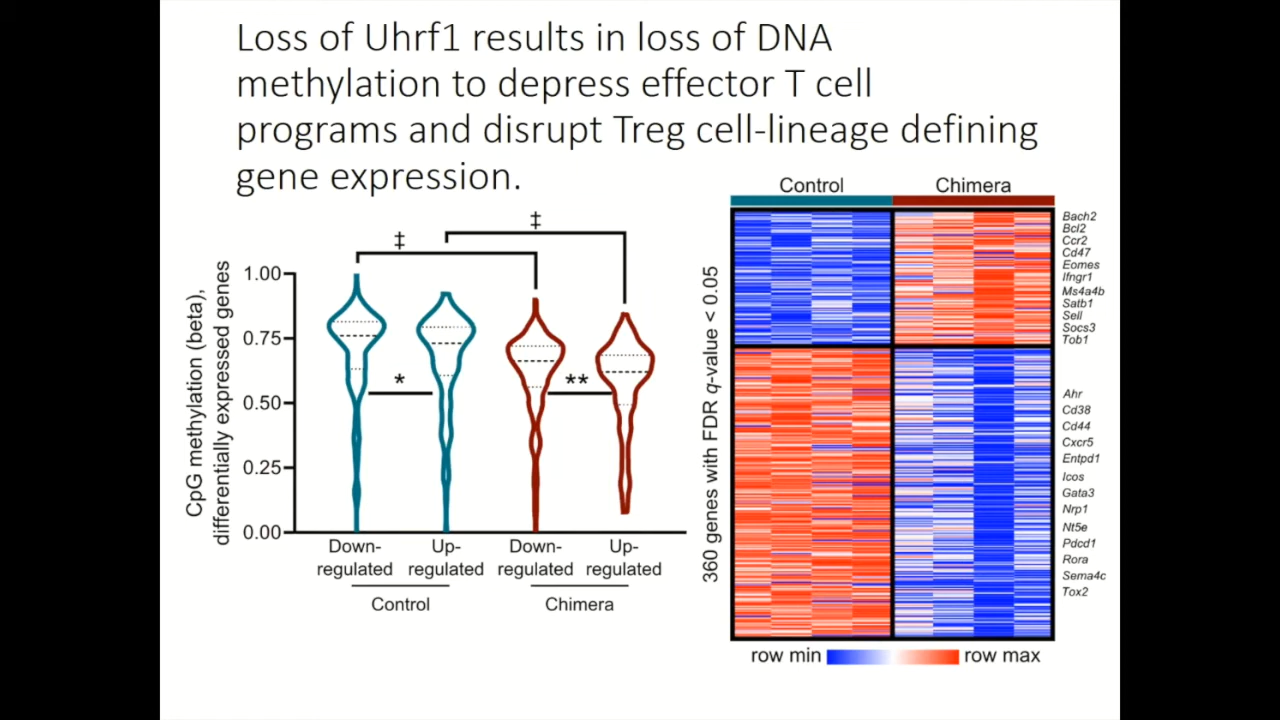 Loss of Uhrf1 results in loss of DNA
methylation to depress effector T cell
programs and disrupt Treg cell-lineage defining
gene expression.
CpG methylation (beta),
differentially expressed genes
1.00
0.75
0.50
0.25
0.00
‡
‡
*
**
Down-
regulated
Up-
regulated
Down-
regulated
Up-
regulated
Control
Chimera
Control
Chimera
360 genes with FDR q-value < 0.05
Bach2
Bcl2
Ccr2
Cd47
Eomes
Ifngr1
Ms4a4b
Satb1
Sell
Socs3
Tob1
Ahr
Cd38
Cd44
Cxcr5
Entpd1
Icos
Gata3
Nrp1
Nt5e
Pdcd1
Rora
Sema4c
Tox2
row min
row max